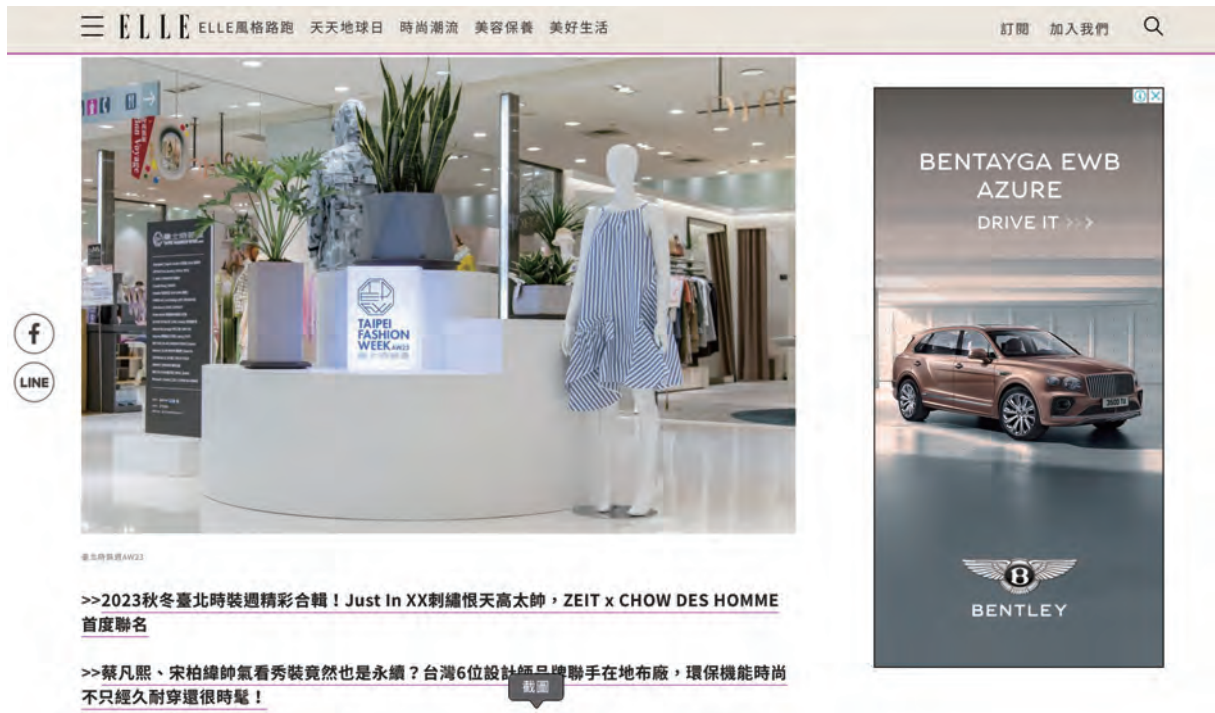 ELLE ELLE風格路跑 天天地球日 時尚潮流 美容保養 美好生活 訂閱 加入我們
TAIPEI
FASHION
WEEK AW23
臺北時裝週
f
LINE
BENTAYGA EWB
AZURE
DRIVE IT >>>
B
BENTLEY
臺北時裝週AW23
>>2023秋冬臺北時裝週精彩合輯!Just In XX刺繡恨天高太帥,ZEIT x CHOW DES HOMME
首度聯名
>>蔡凡熙、宋柏緯帥氣看秀裝竟然也是永續?台灣6位設計師品牌聯手在地布廠,環保機能時尚
不只經久耐穿還很時髦!
截圖